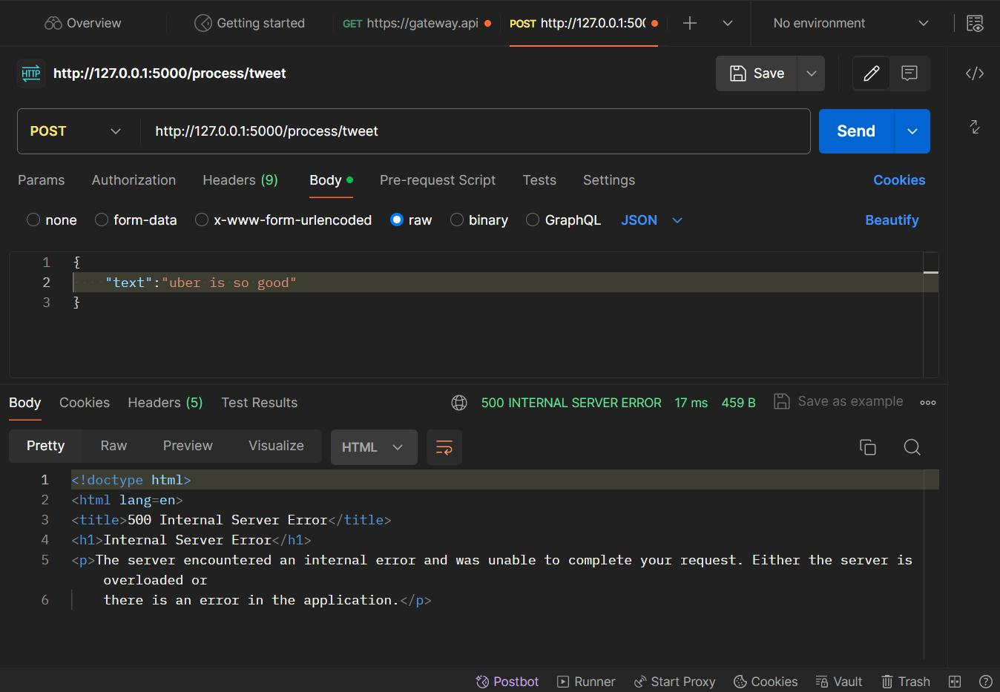 Overview
Getting started
GET https://gateway.api
POST http://127.0.0.1:500
No environment
HTTP http://127.0.0.1:5000/process/tweet
Save
POST
http://127.0.0.1:5000/process/tweet
Send
Params
Authorization
Headers (9)
Body
Pre-request Script
Tests
Settings
Cookies
none
form-data
x-www-form-urlencoded
raw
binary
GraphQL
JSON
Beautify
1 {
2 "text":"uber is so good"
3 }
Body
Cookies
Headers (5)
Test Results
500 INTERNAL SERVER ERROR
17 ms
459 B
Save as example
Pretty
Raw
Preview
Visualize
HTML
1 <!doctype html>
2 <html lang=en>
3 <title>500 Internal Server Error</title>
4 <h1>Internal Server Error</h1>
5 <p>The server encountered an internal error and was unable to complete your request. Either the server is
overloaded or
6 there is an error in the application.</p>
Postbot
Runner
Start Proxy
Cookies
Vault
Trash